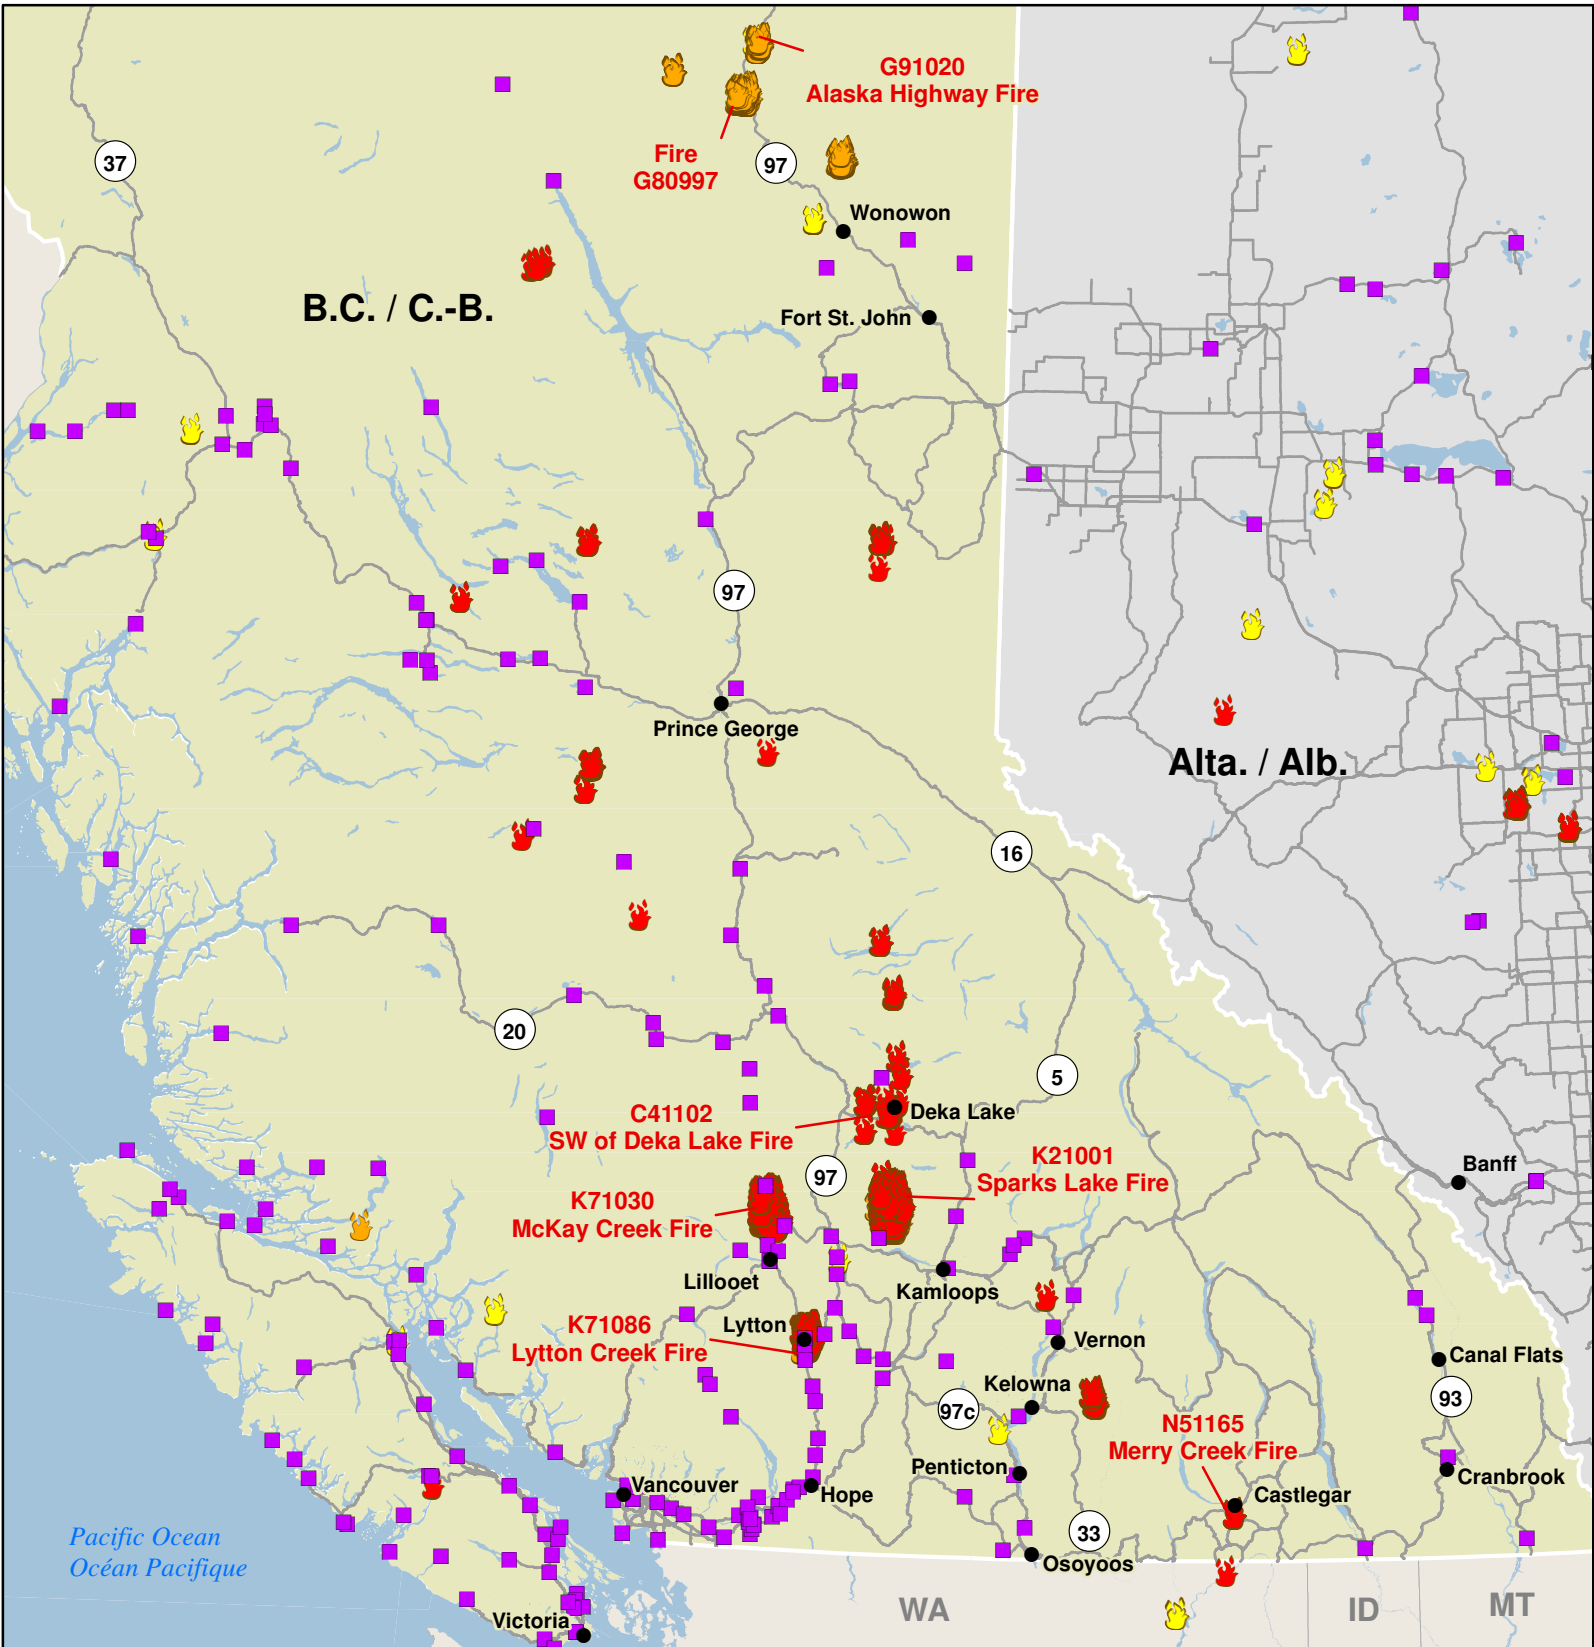 G91020
Alaska Highway Fire
37
Fire
G80997
97
Wonowon
B.C. / C.-B.
Fort St. John
97
Prince George
Alta. / Alb.
16
20
5
C41102
SW of Deka Lake Fire
Deka Lake
97
K21001
Sparks Lake Fire
Banff
K71030
McKay Creek Fire
Lillooet
Kamloops
K71086
Lytton Creek Fire
Lytton
Vernon
Canal Flats
Kelowna
97c
93
N51165
Merry Creek Fire
Penticton
Cranbrook
Vancouver
Hope
Castlegar
33
Pacific Ocean
Océan Pacifique
Osoyoos
WA
ID
MT
Victoria